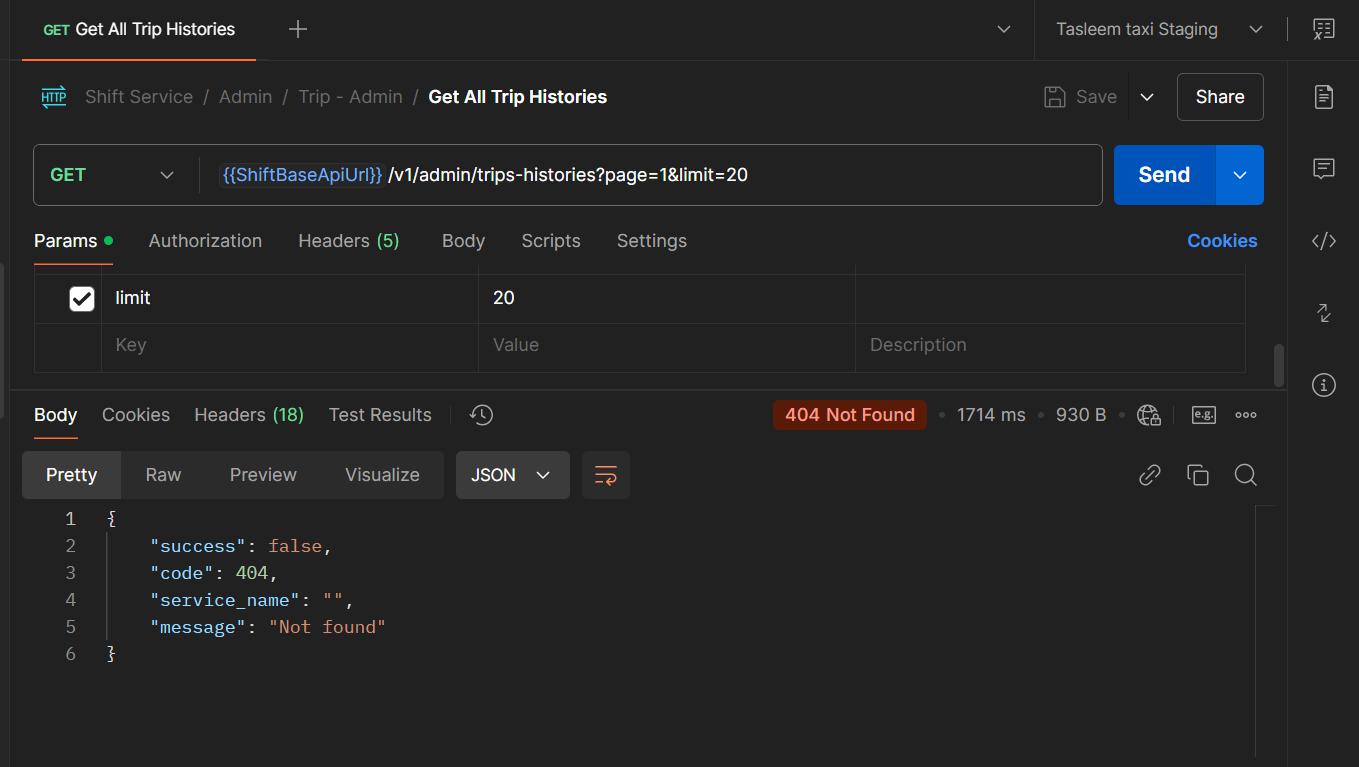 GET Get All Trip Histories
Tasleem taxi Staging
HTTP Shift Service / Admin / Trip - Admin / Get All Trip Histories
Save
Share
GET {{ShiftBaseApiUrl}} /v1/admin/trips-histories?page=1&limit=20
Send
Params Authorization Headers (5) Body Scripts Settings Cookies
limit 20
Key Value Description
Body Cookies Headers (18) Test Results 404 Not Found • 1714 ms • 930 B • e.g.
Pretty Raw Preview Visualize JSON
1 {
2 "success": false,
3 "code": 404,
4 "service_name": "",
5 "message": "Not found"
6 }